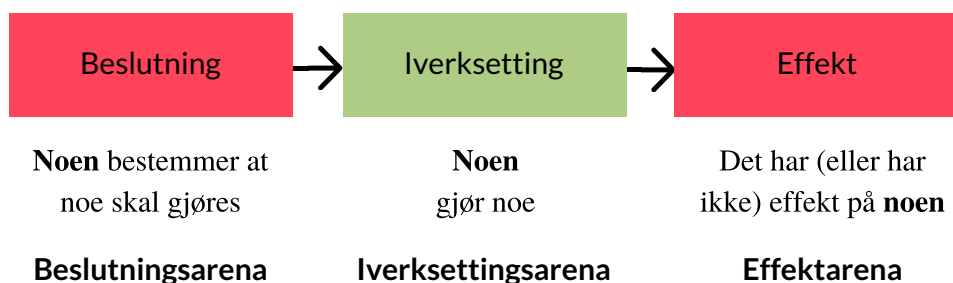 Beslutning
Iverksetting
Effekt
Noen bestemmer at
noe skal gjøres
Noen
gjør noe
Det har (eller har
ikke) effekt på noen
Beslutningsarena
Iverksettingsarena
Effektarena